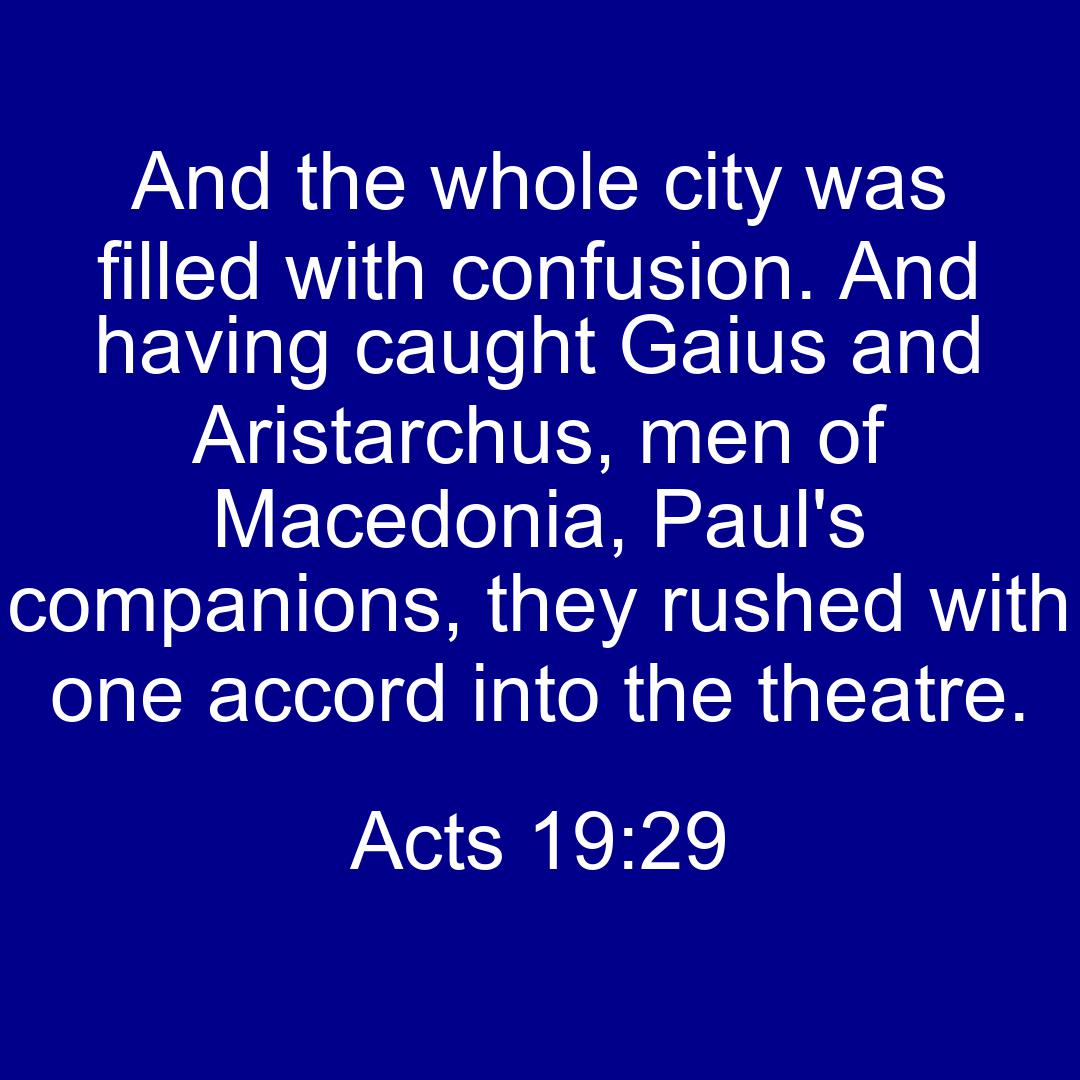 And the whole city was
filled with confusion. And
having caught Gaius and
Aristarchus, men of
Macedonia, Paul's
companions, they rushed with
one accord into the theatre.
Acts 19:29